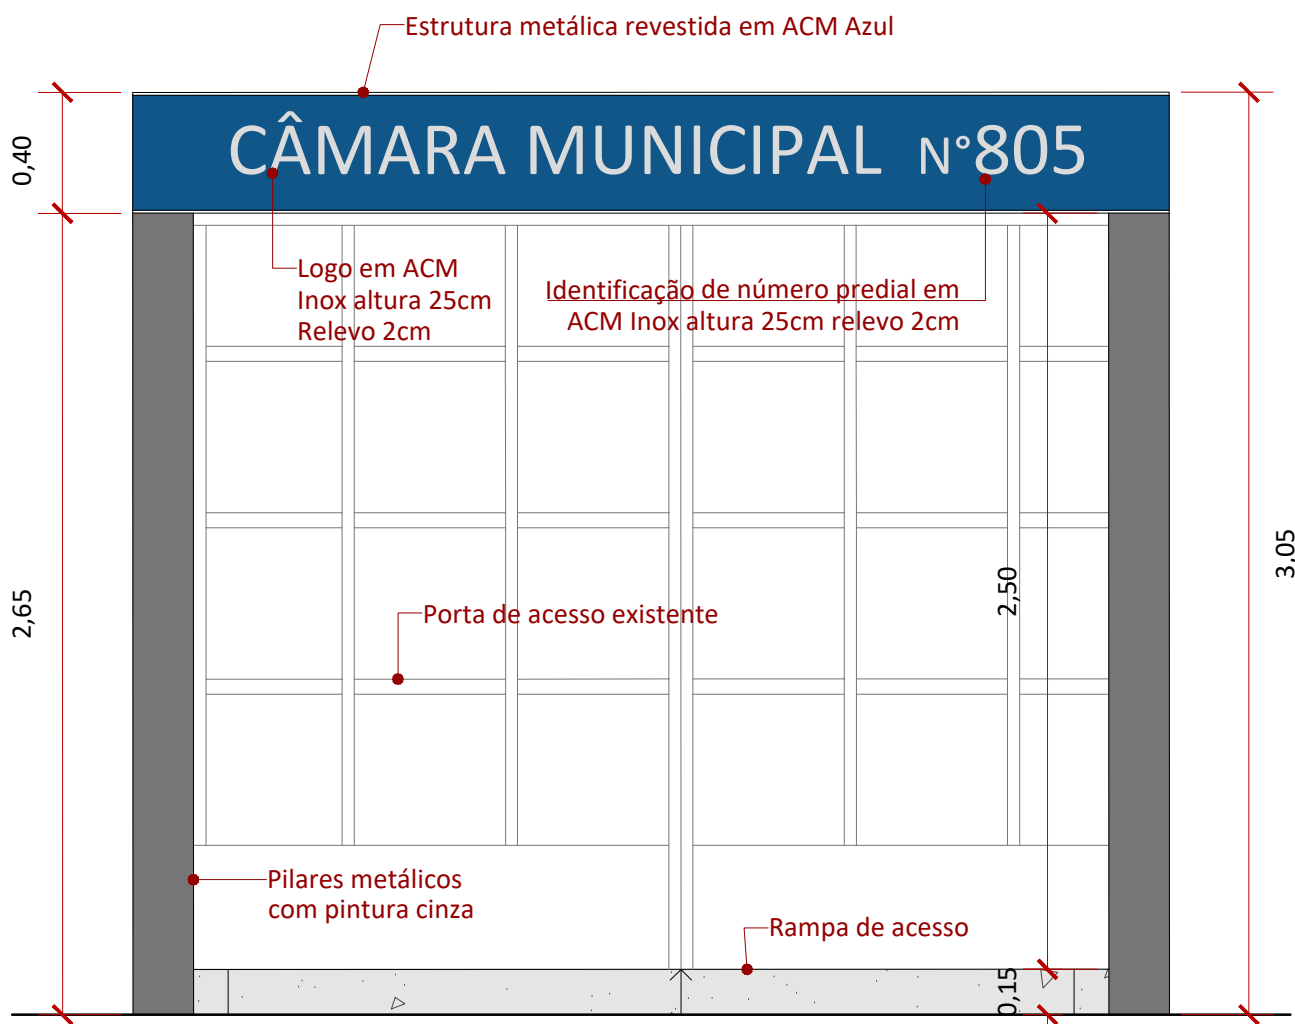 Estrutura metálica revestida em ACM Azul
CÂMARA MUNICIPAL N°805
0,40
Logo em ACM
Inox altura 25cm
Relevo 2cm
Identificação de número predial em
ACM Inox altura 25cm relevo 2cm
3,05
2,50
2,65
Porta de acesso existente
Pilares metálicos
com pintura cinza
Rampa de acesso
0,15